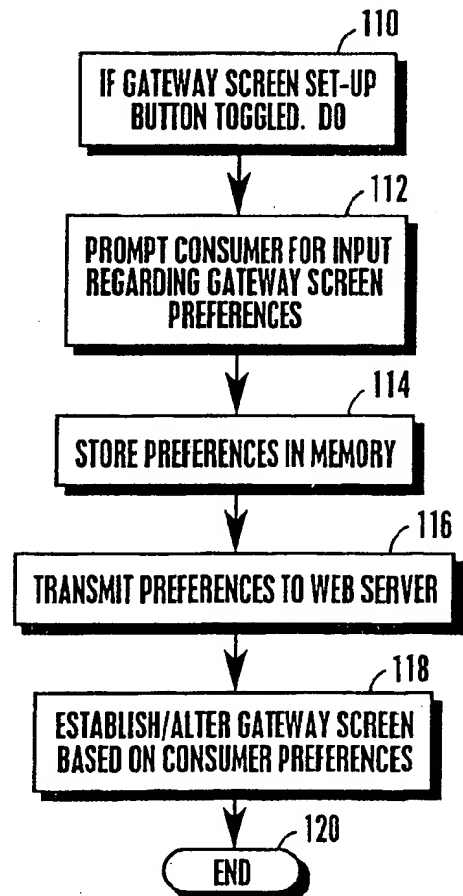 110
IF GATEWAY SCREEN SET-UP
BUTTON TOGGLED. DO
112
PROMPT CONSUMER FOR INPUT
REGARDING GATEWAY SCREEN
PREFERENCES
114
STORE PREFERENCES IN MEMORY
116
TRANSMIT PREFERENCES TO WEB SERVER
118
ESTABLISH/ALTER GATEWAY SCREEN
BASED ON CONSUMER PREFERENCES
120
END